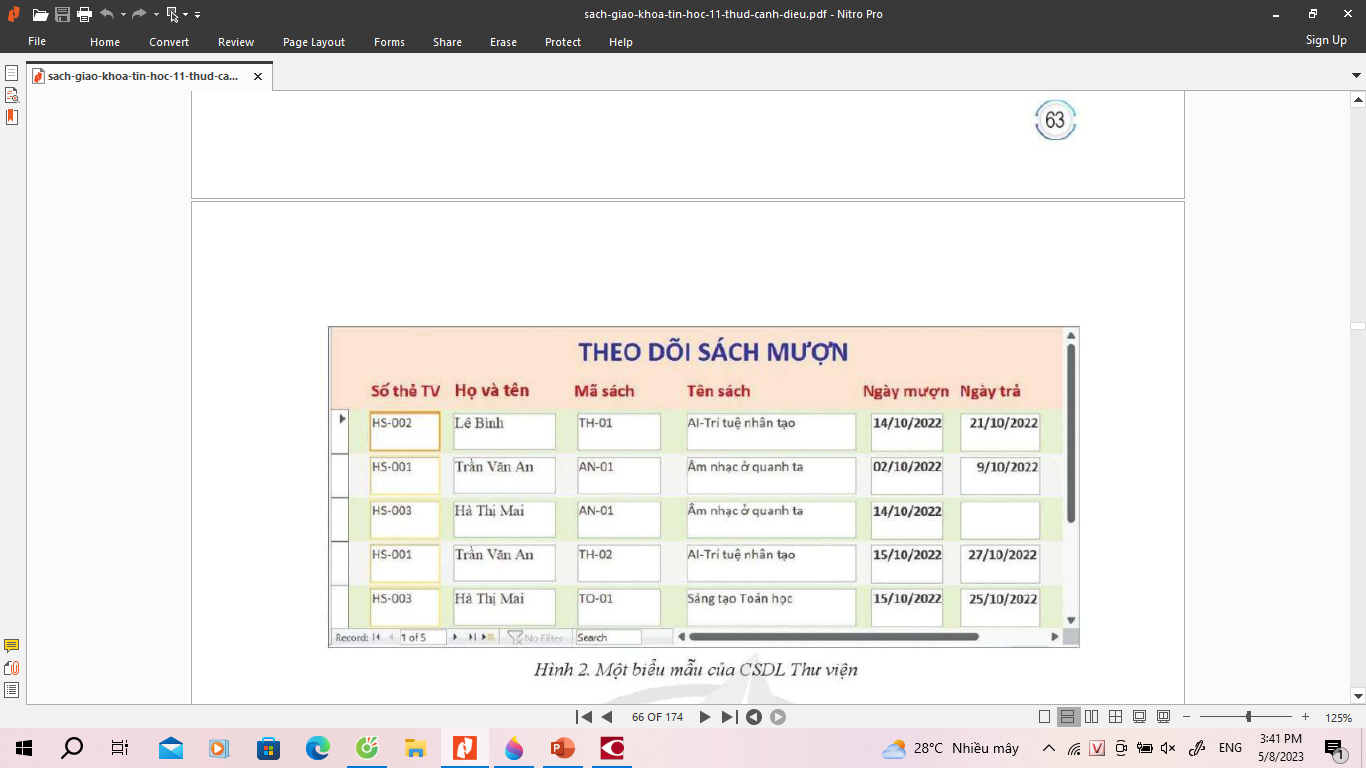 sach-giao-khoa-tin-hoc-11-thud-canh-dieu.pdf - Nitro Pro
File Home Convert Review Page Layout Forms Share Erase Protect Help Sign Up
sach-giao-khoa-tin-hoc-11-thud-ca...
63
THEO DÕI SÁCH MƯỢN
Số thẻ TV Họ và tên Mã sách Tên sách Ngày mượn Ngày trả
HS-002 Lê Bình TH-01 AI-Trí tuệ nhân tạo 14/10/2022 21/10/2022
HS-001 Trần Văn An AN-01 Âm nhạc ở quanh ta 02/10/2022 9/10/2022
HS-003 Hà Thị Mai AN-01 Âm nhạc ở quanh ta 14/10/2022
HS-001 Trần Văn An TH-02 AI-Trí tuệ nhân tạo 15/10/2022 27/10/2022
HS-003 Hà Thị Mai TO-01 Sáng tạo Toán học 15/10/2022 25/10/2022
Record: 1 of 5 No Filter Search
Hình 2. Một biểu mẫu của CSDL Thư viện
66 OF 174 125%
28°C Nhiều mây ENG 3:41 PM
5/8/2023 1